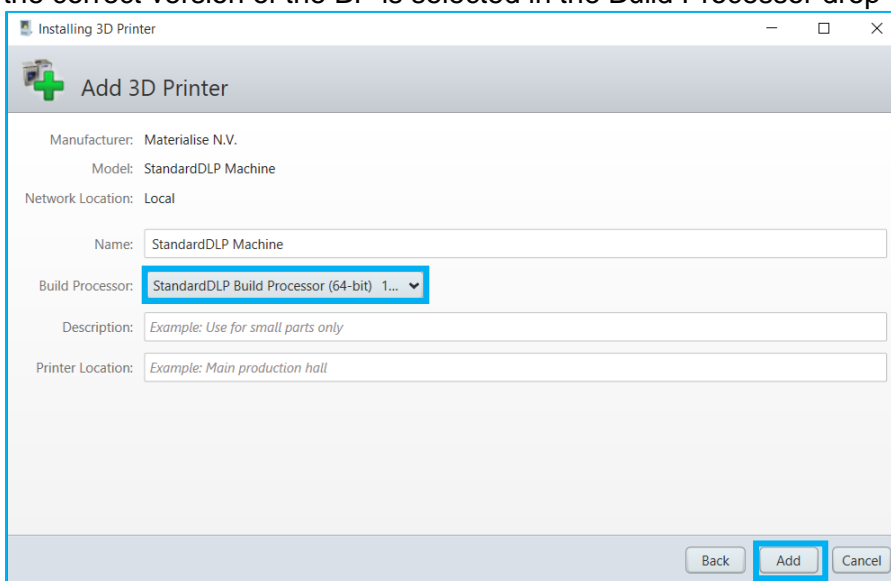 the correct version of the BP is selected in the Build Processor drop
Installing 3D Printer
Add 3D Printer
Manufacturer: Materialise N.V.
Model: StandardDLP Machine
Network Location: Local
Name: StandardDLP Machine
Build Processor: StandardDLP Build Processor (64-bit) 1...
Description: Example: Use for small parts only
Printer Location: Example: Main production hall
Back Add Cancel